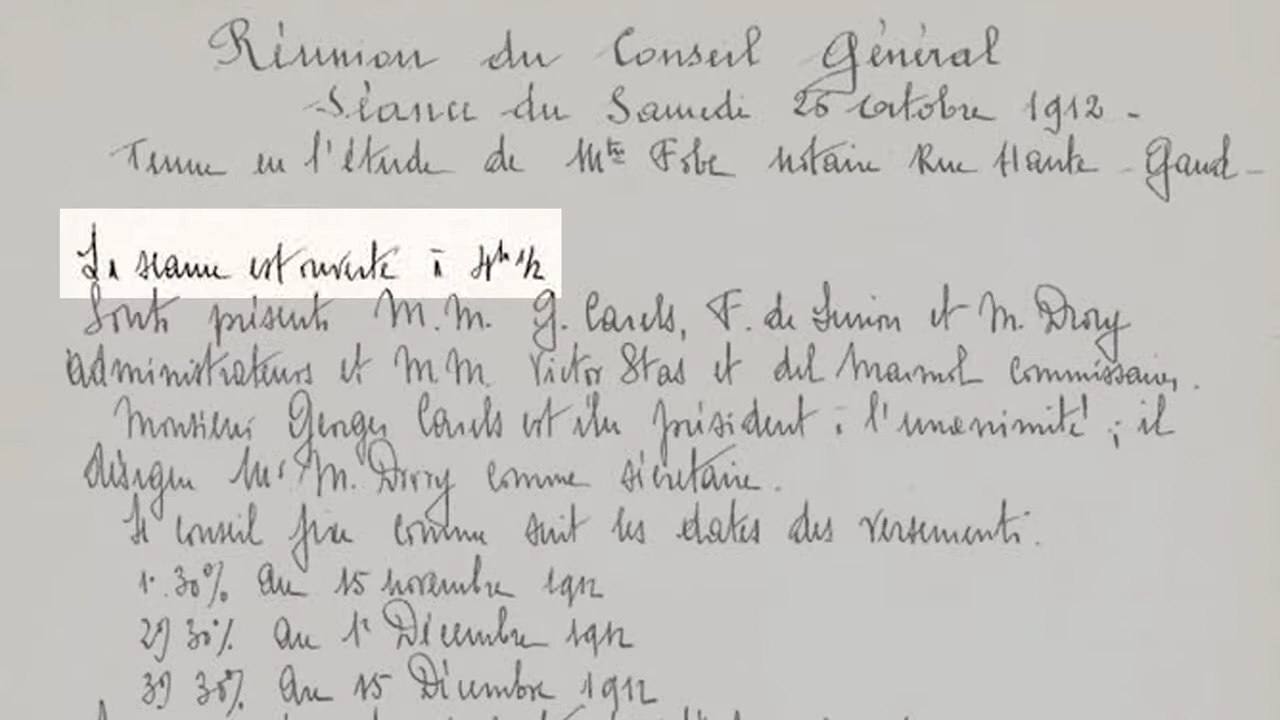 Réunion du Conseil Général
Séance du Samedi 26 octobre 1912 -
Tenue en l'étude de Mtre Fobe notaire Rue Haute - Gand -
La séance est ouverte à 4h 1/2
Sont présents M.M. G. Carels, F. de Smet et M. Drory
administrateurs et M.M. Victor Stas et del Marmol commissaires.
Monsieur Georges Carels est élu président à l'unanimité ; il
désigne Mr M. Drory comme secrétaire.
Le conseil fixe comme suit les dates des versements.
1° 30% au 15 novembre 1912
2°) 30% au 1r Décembre 1912
3°) 30% au 15 Décembre 1912